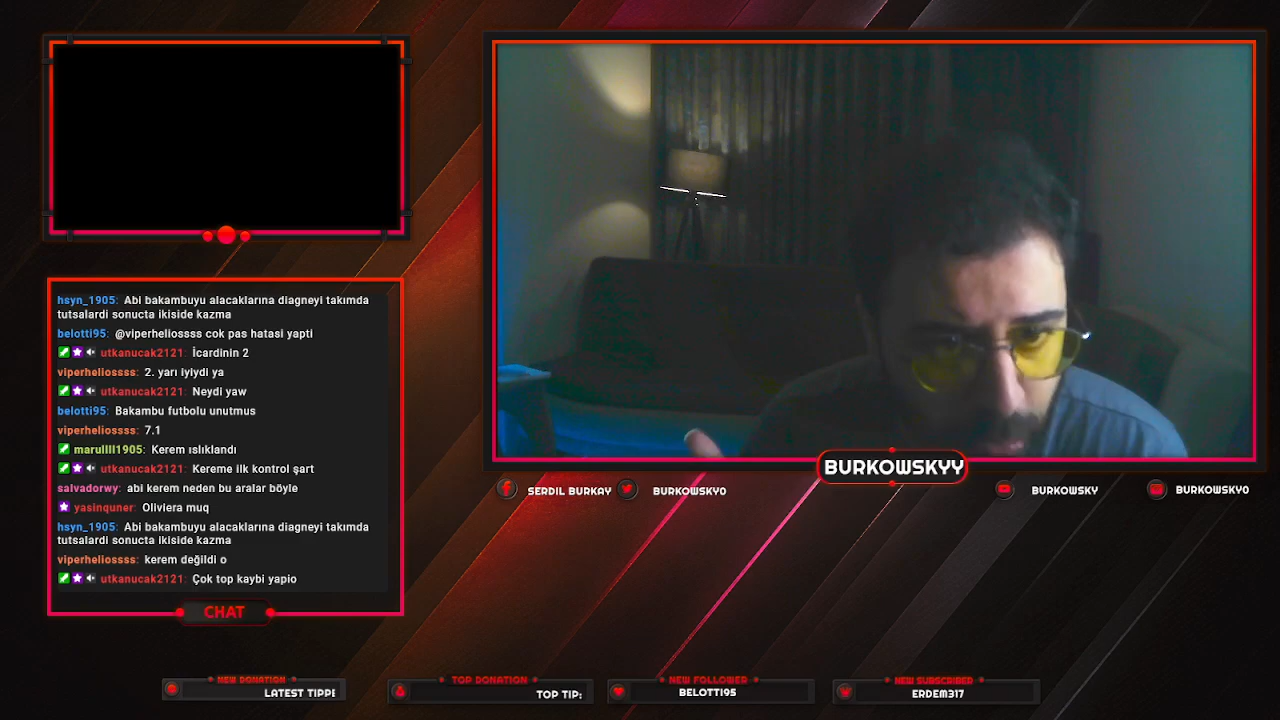 hsyn_1905: Abi bakambuyu alacaklarına diagneyi takımda
tutsalardi sonucta ikiside kazma
belotti95: @viperheliossss cok pas hatasi yapti
utkanucak2121: İcardinin 2
viperheliossss: 2. yarı iyiydi ya
utkanucak2121: Neydi yaw
belotti95: Bakambu futbolu unutmus
viperheliossss: 7.1
marullll1905: Kerem ıslıklandı
utkanucak2121: Kereme ilk kontrol şart
salvadorwy: abi kerem neden bu aralar böyle
yasinquner: Oliviera muq
hsyn_1905: Abi bakambuyu alacaklarına diagneyi takımda
tutsalardi sonucta ikiside kazma
viperheliossss: kerem değildi o
utkanucak2121: Çok top kaybi yapio
CHAT
BURKOWSKYY
SERDIL BURKAY
BURKOWSKY0
BURKOWSKY
BURKOWSKY0
NEW DONATION
LATEST TIPPE
TOP DONATION
TOP TIP:
NEW FOLLOWER
BELOTTI95
NEW SUBSCRIBED
ERDEM317